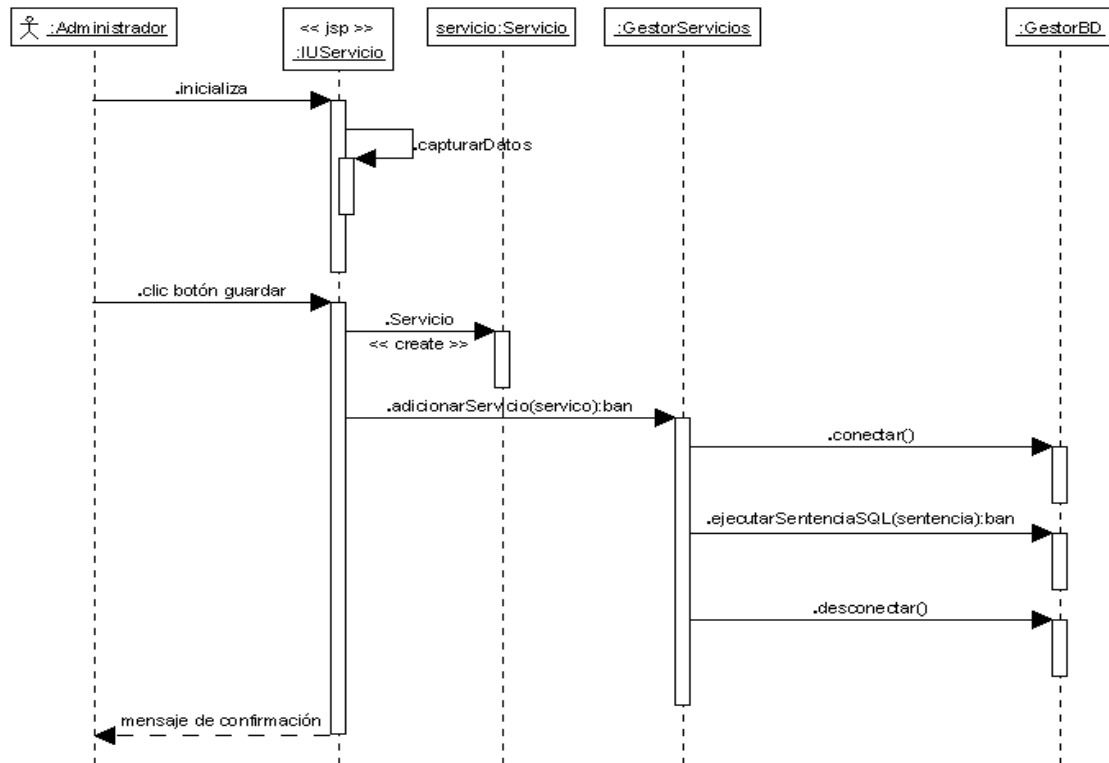 :Administrador
<< jsp >>
:IUServicio
servicio:Servicio
:GestorServicios
:GestorBD
.inicializa
.capturarDatos
.clic botón guardar
.Servicio
<< create >>
.adicionarServicio(servico):ban
.conectar()
.ejecutarSentenciaSQL(sentencia):ban
.desconectar()
mensaje de confirmación